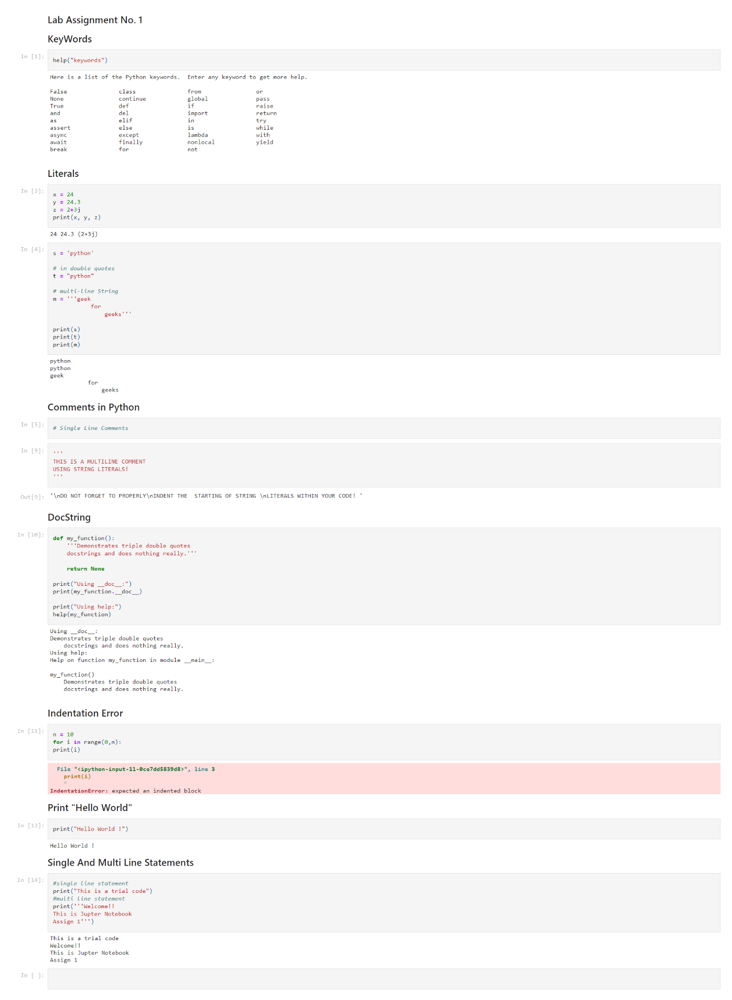 Lab Assignment No. 1
KeyWords
In [1]:
help("keywords")
Here is a list of the Python keywords.  Enter any keyword to get more help.
False               class               from                or
None                continue            global              pass
True                def                 if                  raise
and                 del                 import              return
as                  elif                in                  try
assert              else                is                  while
async               except              lambda              with
await               finally             nonlocal            yield
break               for                 not
Literals
In [2]:
x = 24
y = 24.3
z = 2+3j
print(x, y, z)
24 24.3 (2+3j)
In [4]:
s = 'python'
# in double quotes
t = "python"
# multi-line String
m = '''geek
           for
               geeks'''
print(s)
print(t)
print(m)
python
python
geek
           for
               geeks
Comments in Python
In [5]:
# Single Line Comments
In [9]:
'''
THIS IS A MULTILINE COMMENT
USING STRING LITERALS!
'''
Out[9]:
'\nDO NOT FORGET TO PROPERLY\nINDENT THE  STARTING OF STRING \nLITERALS WITHIN YOUR CODE! '
DocString
In [10]:
def my_function():
    '''Demonstrates triple double quotes
    docstrings and does nothing really.'''
    return None
print("Using __doc__:")
print(my_function.__doc__)
print("Using help:")
help(my_function)
Using __doc__:
Demonstrates triple double quotes
    docstrings and does nothing really.
Using help:
Help on function my_function in module __main__:
my_function()
    Demonstrates triple double quotes
    docstrings and does nothing really.
Indentation Error
In [11]:
n = 10
for i in range(0,n):
print(i)
  File "<ipython-input-11-0ce7dd5839d8>", line 3
    print(i)
    ^
IndentationError: expected an indented block
Print "Hello World"
In [13]:
print("Hello World !")
Hello World !
Single And Multi Line Statements
In [14]:
#single line statement
print("This is a trial code")
#multi line statement
print('''Welcome!!
This is Jupter Notebook
Assign 1''')
This is a trial code
Welcome!!
This is Jupter Notebook
Assign 1
In [ ]: